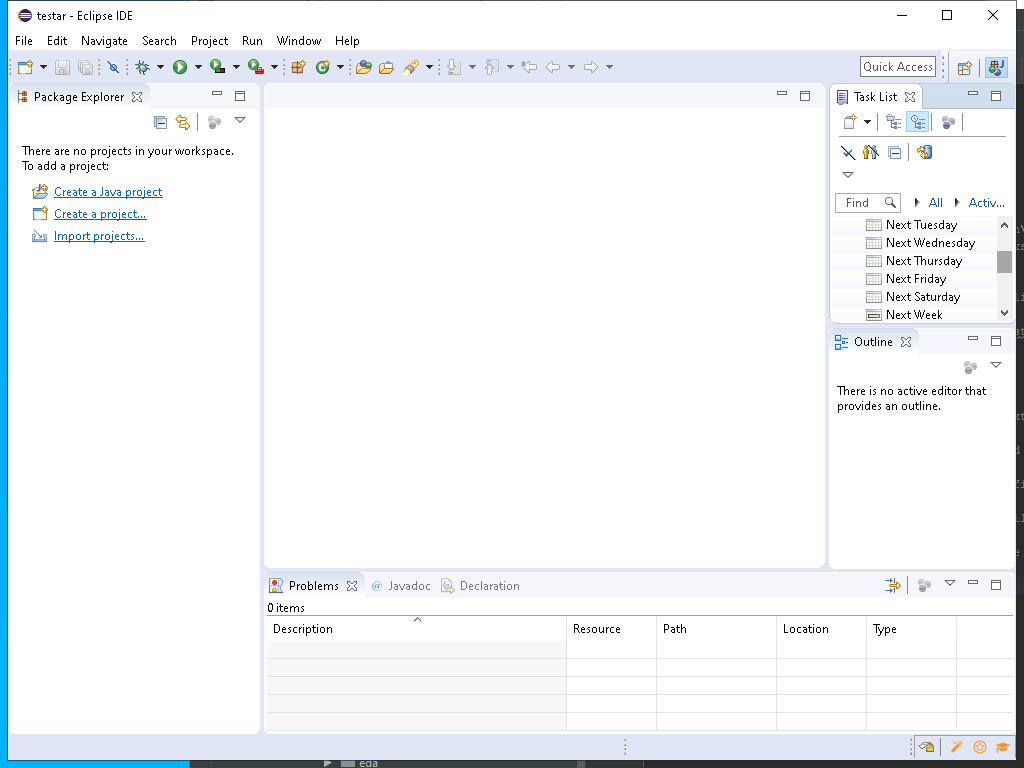 testar - Eclipse IDE
File Edit Navigate Search Project Run Window Help
Quick Access
Package Explorer
There are no projects in your workspace.
To add a project:
Create a Java project
Create a project...
Import projects...
Task List
Find All Activ...
Next Tuesday
Next Wednesday
Next Thursday
Next Friday
Next Saturday
Next Week
Outline
There is no active editor that
provides an outline.
Problems @ Javadoc Declaration
0 items
Description Resource Path Location Type
eda